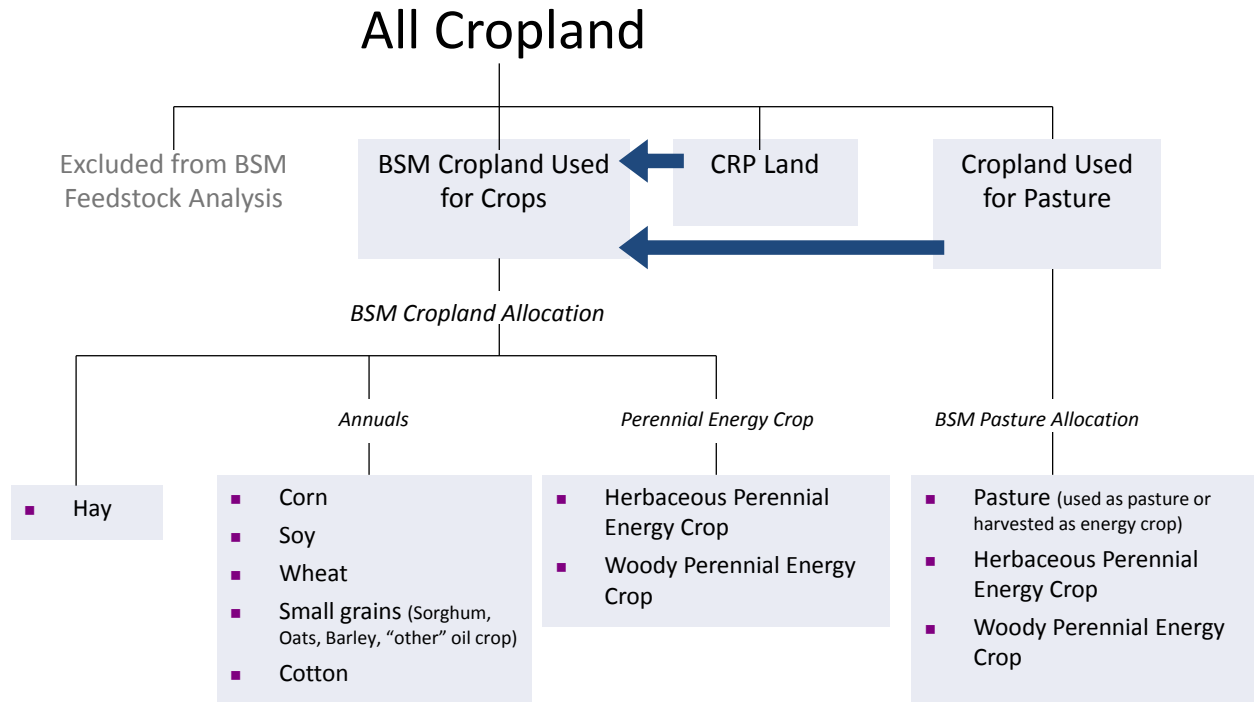 All Cropland
Excluded from BSM
Feedstock Analysis
BSM Cropland Used
for Crops
CRP Land
Cropland Used
for Pasture
BSM Cropland Allocation
Annuals
Perennial Energy Crop
BSM Pasture Allocation
■ Hay
■ Corn
■ Soy
■ Wheat
■ Small grains (Sorghum,
Oats, Barley, “other” oil crop)
■ Cotton
■ Herbaceous Perennial
Energy Crop
■ Woody Perennial Energy
Crop
■ Pasture (used as pasture or
harvested as energy crop)
■ Herbaceous Perennial
Energy Crop
■ Woody Perennial Energy
Crop